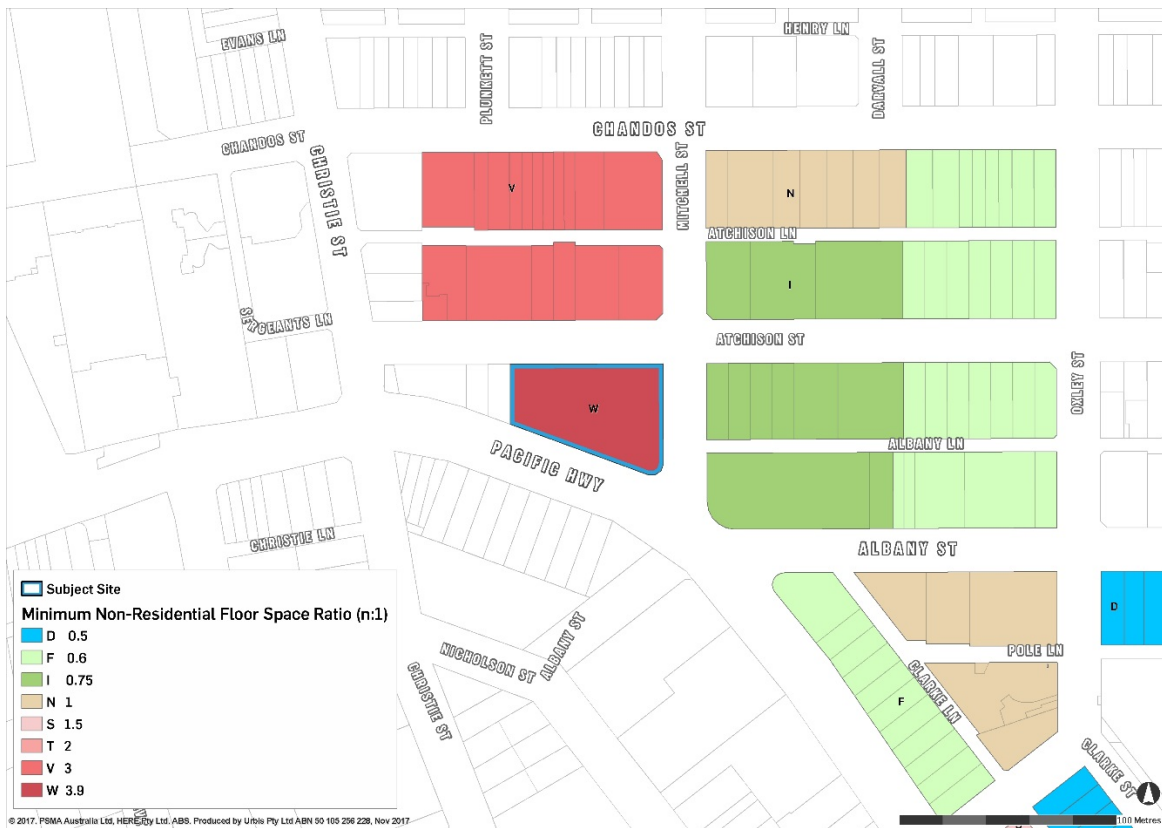 HENRY LN
EVANS LN
PLUNKETT ST
DARVALL ST
CHANDOS ST
CHANDOS ST
CHRISTIE ST
MITCHELL ST
V
N
ATCHISON LN
I
SERGEANTS LN
ATCHISON ST
OXLEY ST
W
ALBANY LN
PACIFIC HWY
CHRISTIE LN
ALBANY ST
D
POLE LN
NICHOLSON ST
ALBANY ST
CLARKE LN
F
CHRISTIE ST
CLARKE ST
Subject Site
Minimum Non-Residential Floor Space Ratio (n:1)
D 0.5
F 0.6
I 0.75
N 1
S 1.5
T 2
V 3
W 3.9
© 2017. PSMA Australia Ltd, HERE Pty Ltd. ABS. Produced by Urbis Pty Ltd ABN 50 105 256 228, Nov 2017
100 Metres